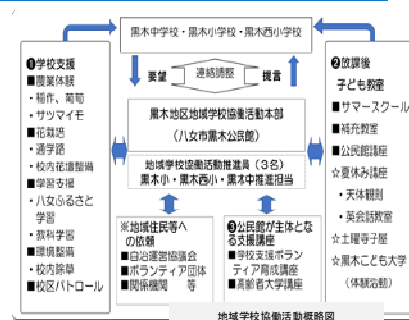 黒木中学校・黒木小学校・黒木西小学校
要望
連絡調整
提言
❶学校支援
■農業体験
・稲作、葡萄
・サツマイモ
■花栽培
・通学路
・校内花壇整備
■学習支援
・八女ふるさと
学習
・教科学習
■環境整備
・校内除草
■校区パトロール
黒木地区地域学校協働活動本部
(八女市黒木公民館)
地域学校協働活動推進員(3名)
黒木小・黒木西小・黒木中推進担当
※地域住民等へ
の依頼
■自治運営協議会
■ボランティア団体
■関係機関 等
❸公民館が主体とな
る支援講座
■学校支援ボラン
ティア育成講座
■高齢者大学講座
❷放課後
子ども教室
■サマースクール
■補充教室
■公民館講座
☆夏休み講座
・天体観測
・英会話教室
☆土曜寺子屋
☆黒木こども大学
(体験活動)
地域学校協働活動概略図